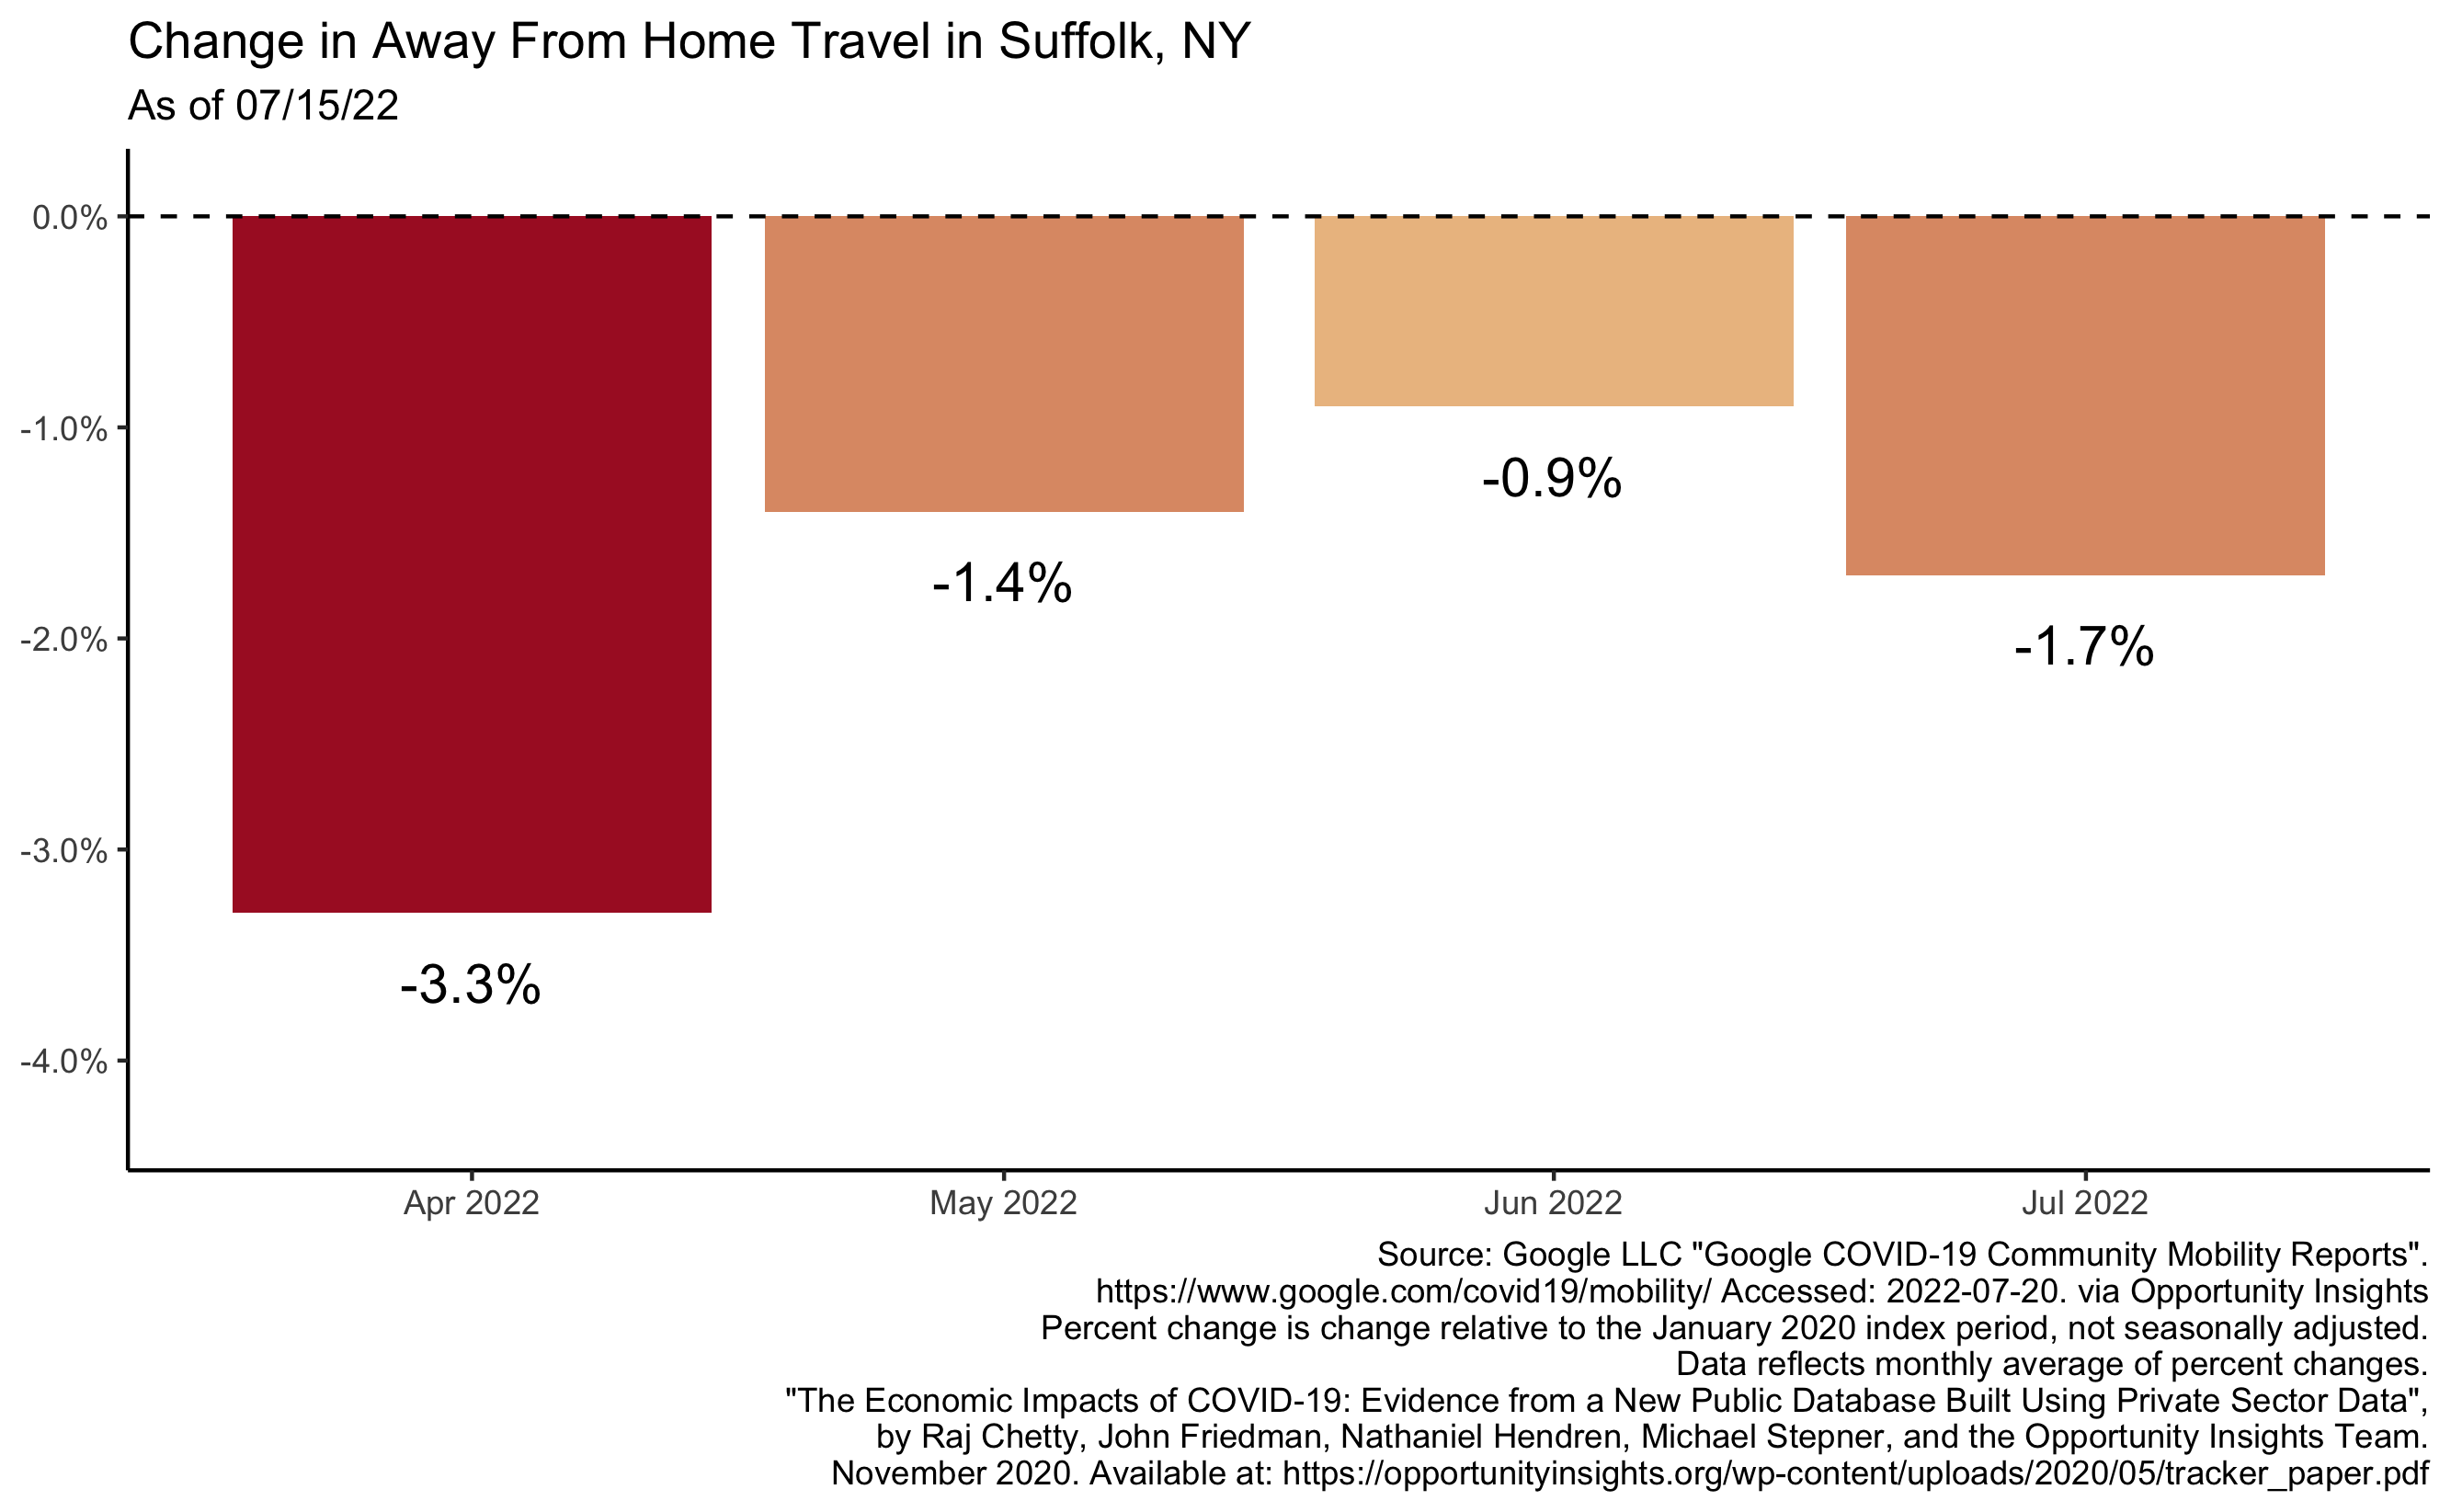 Change in Away From Home Travel in Suffolk, NY
As of 07/15/22
0.0%
-1.0%
-2.0%
-3.0%
-4.0%
-3.3%
-1.4%
-0.9%
-1.7%
Apr 2022
May 2022
Jun 2022
Jul 2022
Source: Google LLC "Google COVID-19 Community Mobility Reports".
https://www.google.com/covid19/mobility/ Accessed: 2022-07-20. via Opportunity Insights
Percent change is change relative to the January 2020 index period, not seasonally adjusted.
Data reflects monthly average of percent changes.
"The Economic Impacts of COVID-19: Evidence from a New Public Database Built Using Private Sector Data",
by Raj Chetty, John Friedman, Nathaniel Hendren, Michael Stepner, and the Opportunity Insights Team.
November 2020. Available at: https://opportunityinsights.org/wp-content/uploads/2020/05/tracker_paper.pdf